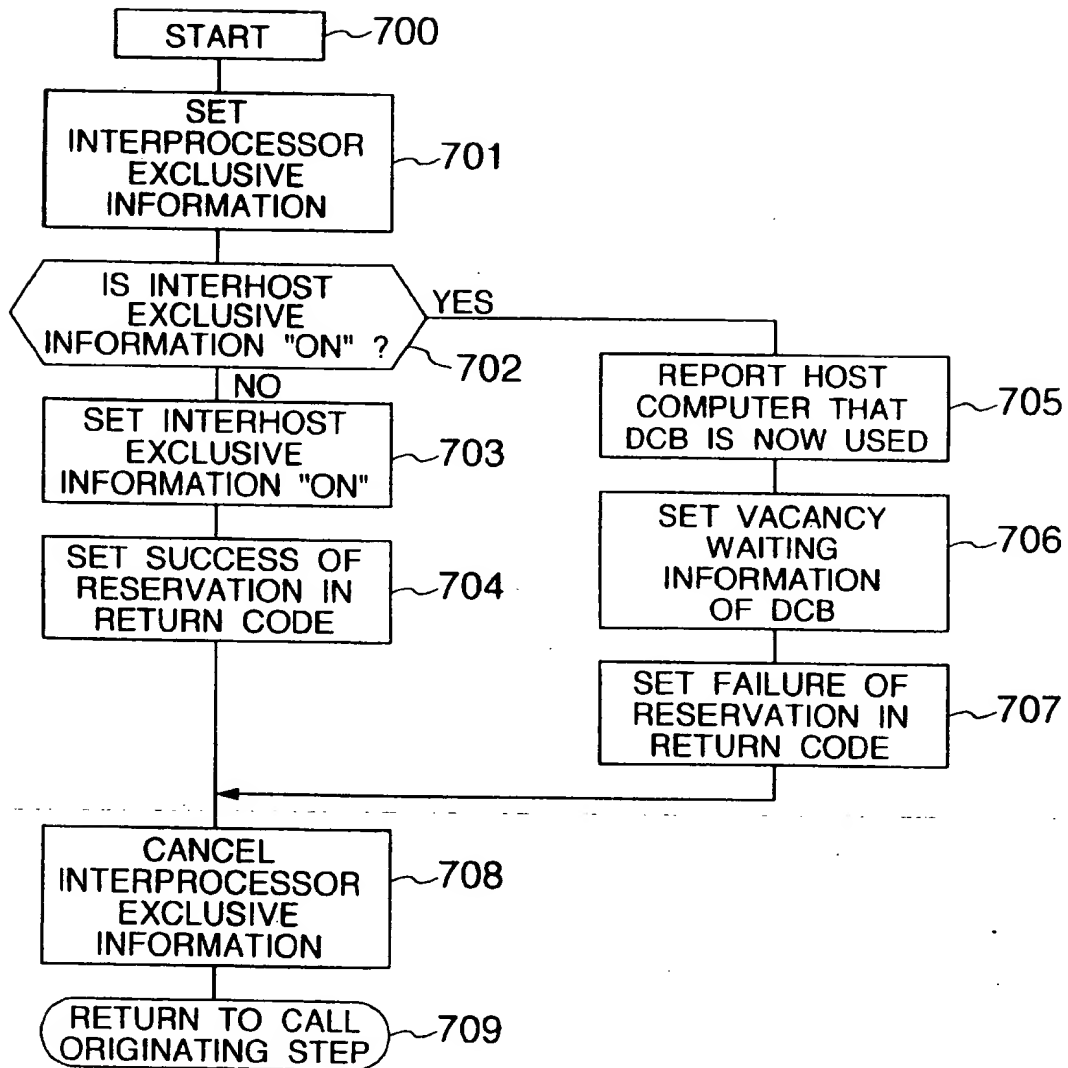 START
700
SET
INTERPROCESSOR
EXCLUSIVE
INFORMATION
701
IS INTERHOST
EXCLUSIVE
INFORMATION "ON" ?
702
YES
NO
SET INTERHOST
EXCLUSIVE
INFORMATION "ON"
703
SET SUCCESS OF
RESERVATION IN
RETURN CODE
704
REPORT HOST
COMPUTER THAT
DCB IS NOW USED
705
SET VACANCY
WAITING
INFORMATION
OF DCB
706
SET FAILURE OF
RESERVATION IN
RETURN CODE
707
CANCEL
INTERPROCESSOR
EXCLUSIVE
INFORMATION
708
RETURN TO CALL
ORIGINATING STEP
709